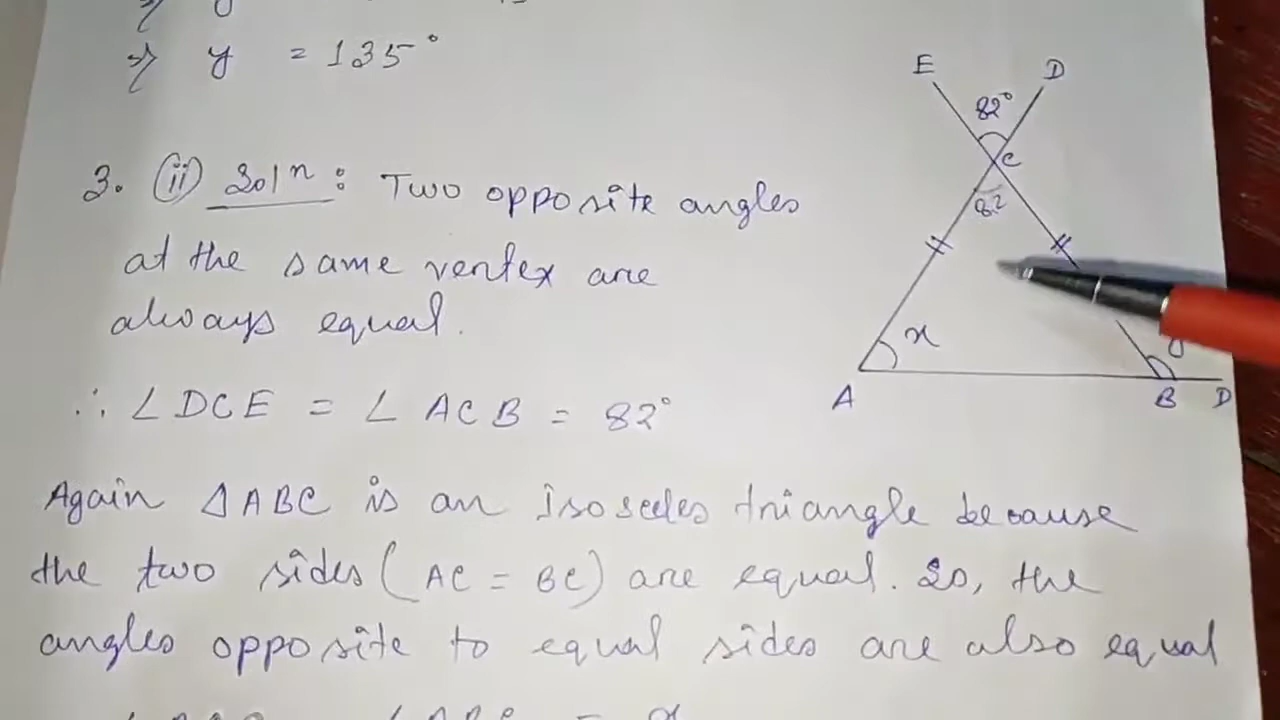 ⇒ y = 135°
E D
82°
C
82
3. (ii) Solⁿ: Two opposite angles
at the same vertex are
always equal.
x
A B D
∴ ∠DCE = ∠ACB = 82°
Again △ABC is an isosceles triangle because
the two sides (AC = BC) are equal. So, the
angles opposite to equal sides are also equal